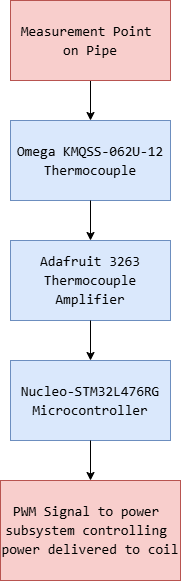 Measurement Point
on Pipe
Omega KMQSS-062U-12
Thermocouple
Adafruit 3263
Thermocouple
Amplifier
Nucleo-STM32L476RG
Microcontroller
PWM Signal to power
subsystem controlling
power delivered to coil